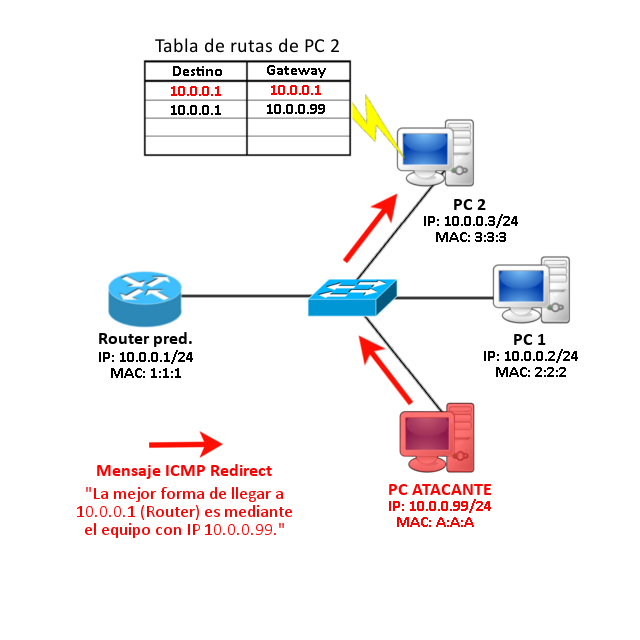 Tabla de rutas de PC 2
Destino Gateway
10.0.0.1 10.0.0.1
10.0.0.1 10.0.0.99
PC 2
IP: 10.0.0.3/24
MAC: 3:3:3
Router pred.
IP: 10.0.0.1/24
MAC: 1:1:1
PC 1
IP: 10.0.0.2/24
MAC: 2:2:2
Mensaje ICMP Redirect
"La mejor forma de llegar a
10.0.0.1 (Router) es mediante
el equipo con IP 10.0.0.99."
PC ATACANTE
IP: 10.0.0.99/24
MAC: A:A:A